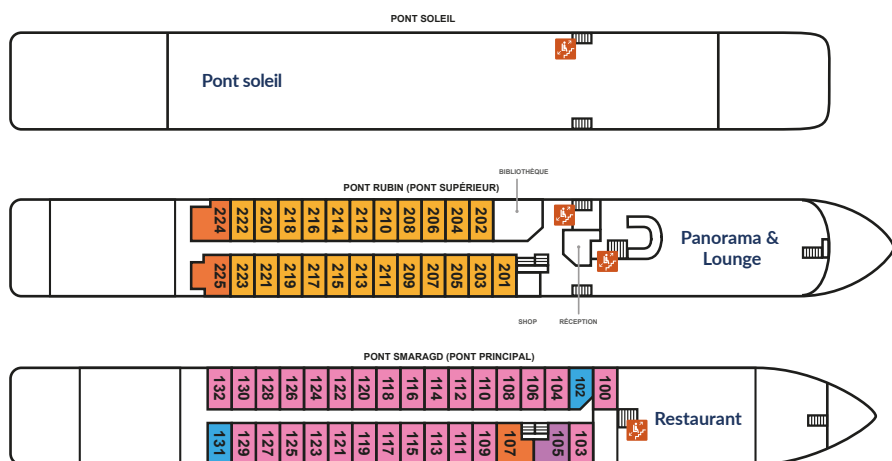 PONT SOLEIL
Pont soleil
BIBLIOTHÈQUE
PONT RUBIN (PONT SUPÉRIEUR)
224 222 220 218 216 214 212 210 208 206 204 202
Panorama &
Lounge
225 223 221 219 217 215 213 211 209 207 205 203 201
SHOP RÉCEPTION
PONT SMARAGD (PONT PRINCIPAL)
132 130 128 126 124 122 120 118 116 114 112 110 108 106 104 102 100
Restaurant
131 129 127 125 123 121 119 117 115 113 111 109 107 105 103